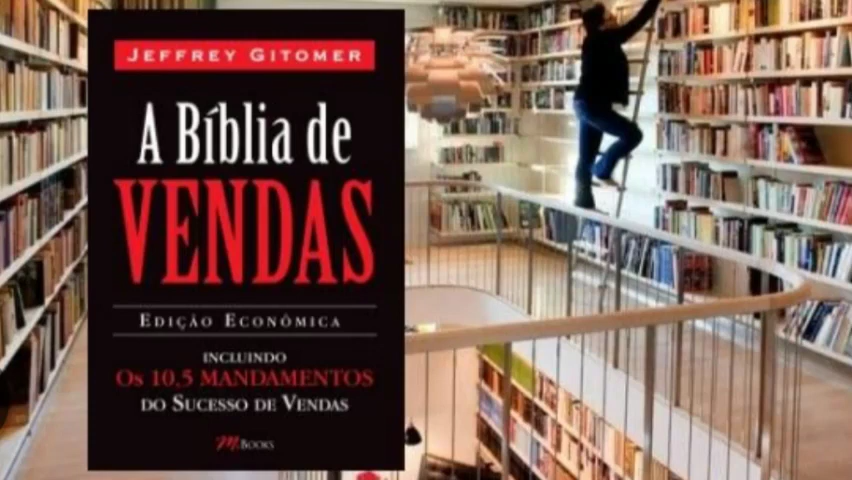 JEFFREY GITOMER
A Bíblia de
VENDAS
EDIÇÃO ECONÔMICA
INCLUINDO
OS 10,5 MANDAMENTOS
DO SUCESSO DE VENDAS
M.BOOKS